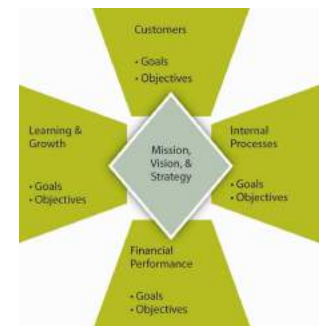 Customers
• Goals
• Objectives
Learning &
Growth
• Goals
• Objectives
Mission,
Vision, &
Strategy
Internal
Processes
• Goals
• Objectives
Financial
Performance
• Goals
• Objectives